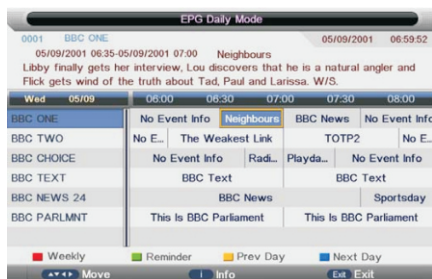 EPG Daily Mode
0001 BBC ONE 05/09/2001 06:59:52
05/09/2001 06:35-05/09/2001 07:00 Neighbours
Libby finally gets her interview, Lou discovers that he is a natural angler and
Flick gets wind of the truth about Tad, Paul and Larissa. W/S.
Wed 05/09 06:00 06:30 07:00 07:30 08:00
BBC ONE No Event Info Neighbours BBC News No Event Info
BBC TWO No E... The Weakest Link TOTP2 No E...
BBC CHOICE No Event Info Radi... Playda... No Event Info
BBC TEXT BBC Text BBC Text
BBC NEWS 24 BBC News Sportsday
BBC PARLMNT This Is BBC Parliament This Is BBC Parliament
Weekly Reminder Prev Day Next Day
Move i Info Exit Exit